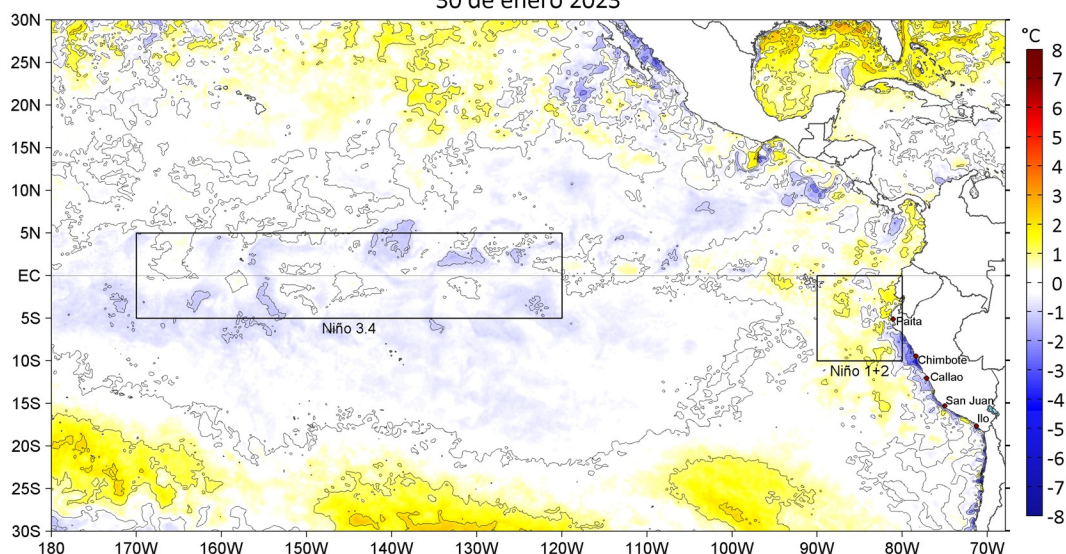 30 de enero 2023
30N
25N
20N
15N
10N
5N
EC
5S
10S
15S
20S
25S
30S
180 170W 160W 150W 140W 130W 120W 110W 100W 90W 80W 70W
Niño 3.4
Niño 1+2
Paita
Chimbote
Callao
San Juan
Ilo
°C
8
7
6
5
4
3
2
1
0
-1
-2
-3
-4
-5
-6
-7
-8